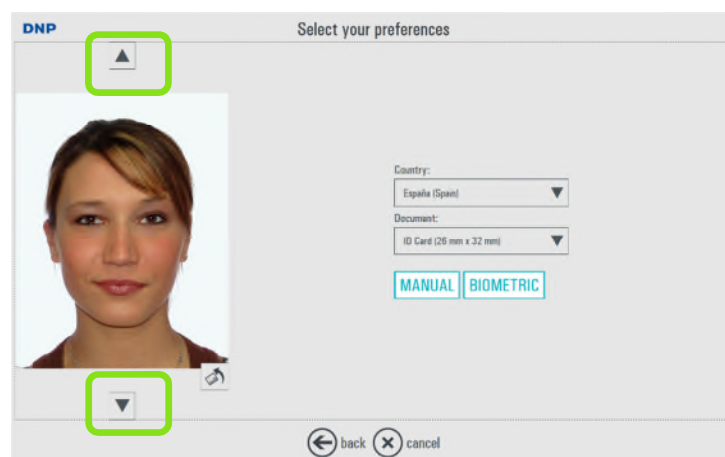 DNP
Select your preferences
Country:
España (Spain)
Document:
ID Card (26 mm x 32 mm)
MANUAL BIOMETRIC
back cancel